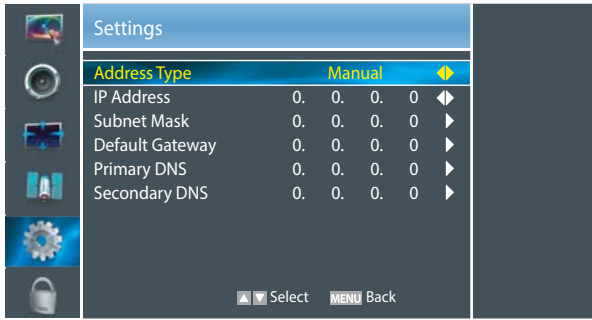 Settings
Address Type Manual
IP Address 0. 0. 0. 0
Subnet Mask 0. 0. 0. 0
Default Gateway 0. 0. 0. 0
Primary DNS 0. 0. 0. 0
Secondary DNS 0. 0. 0. 0
Select MENU Back